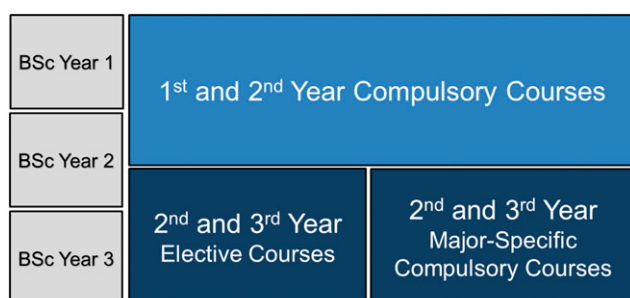 BSc Year 1
1st and 2nd Year Compulsory Courses
BSc Year 2
2nd and 3rd Year
Elective Courses
2nd and 3rd Year
Major-Specific
Compulsory Courses
BSc Year 3